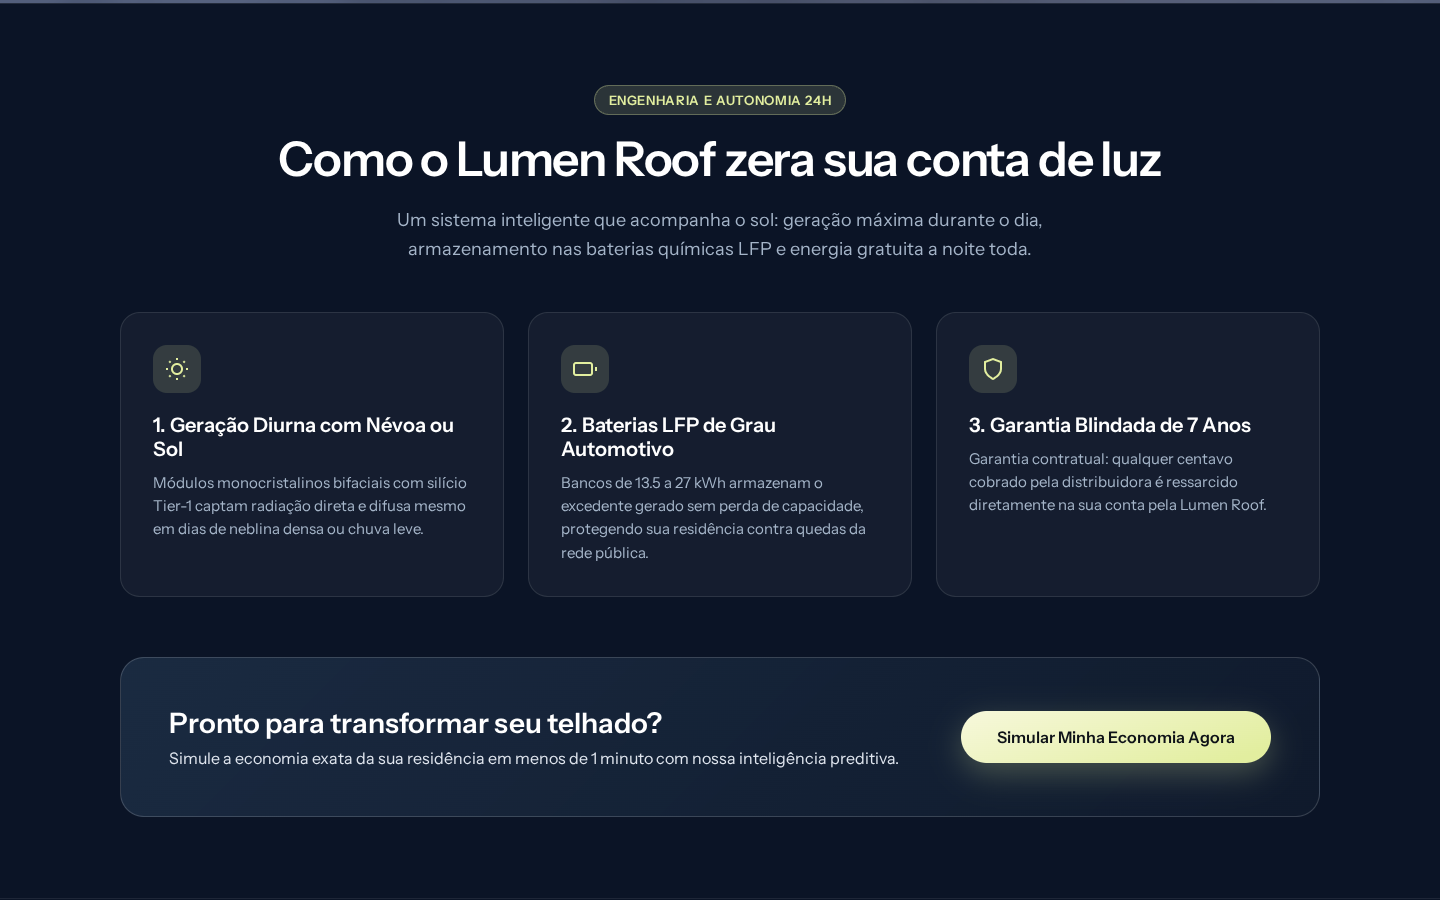 ENGENHARIA E AUTONOMIA 24H
Como o Lumen Roof zera sua conta de luz
Um sistema inteligente que acompanha o sol: geração máxima durante o dia,
armazenamento nas baterias químicas LFP e energia gratuita a noite toda.
1. Geração Diurna com Névoa ou
Sol
Módulos monocristalinos bifaciais com silício
Tier-1 captam radiação direta e difusa mesmo
em dias de neblina densa ou chuva leve.
2. Baterias LFP de Grau
Automotivo
Bancos de 13.5 a 27 kWh armazenam o
excedente gerado sem perda de capacidade,
protegendo sua residência contra quedas da
rede pública.
3. Garantia Blindada de 7 Anos
Garantia contratual: qualquer centavo
cobrado pela distribuidora é ressarcido
diretamente na sua conta pela Lumen Roof.
Pronto para transformar seu telhado?
Simule a economia exata da sua residência em menos de 1 minuto com nossa inteligência preditiva.
Simular Minha Economia Agora